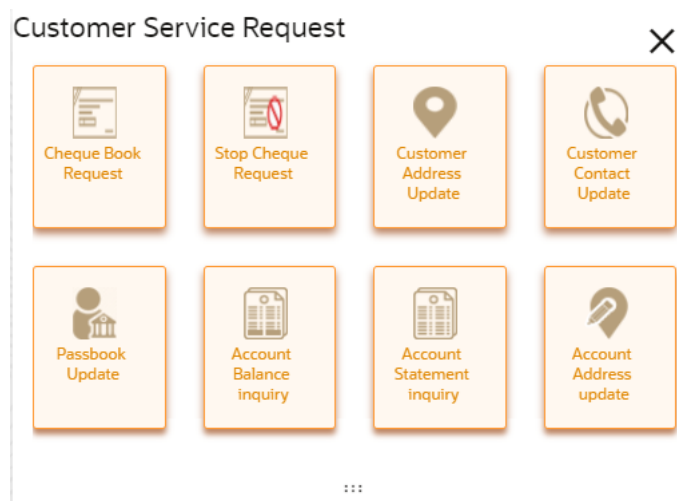 Customer Service Request
Cheque Book
Request
Stop Cheque
Request
Customer
Address
Update
Customer
Contact
Update
Passbook
Update
Account
Balance
inquiry
Account
Statement
inquiry
Account
Address
update